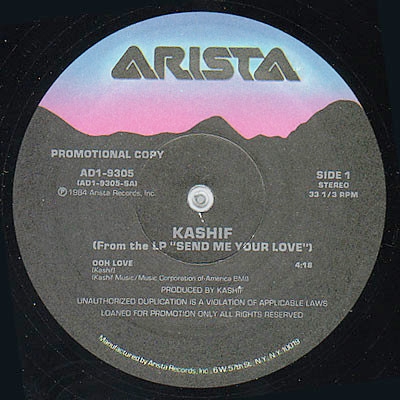 ARISTA
PROMOTIONAL COPY
AD1-9305
(AD1-9305-SA)
℗ 1984 Arista Records, Inc.
SIDE 1
STEREO
33 1/3 RPM
KASHIF
(From the LP "SEND ME YOUR LOVE")
OOH LOVE 4:18
(Kashif)
(Kashif Music/Music Corporation of America BMI)
PRODUCED BY KASHIF
UNAUTHORIZED DUPLICATION IS A VIOLATION OF APPLICABLE LAWS
LOANED FOR PROMOTION ONLY ALL RIGHTS RESERVED
Manufactured by Arista Records, Inc., 6 W. 57th St., N.Y., N.Y. 10019